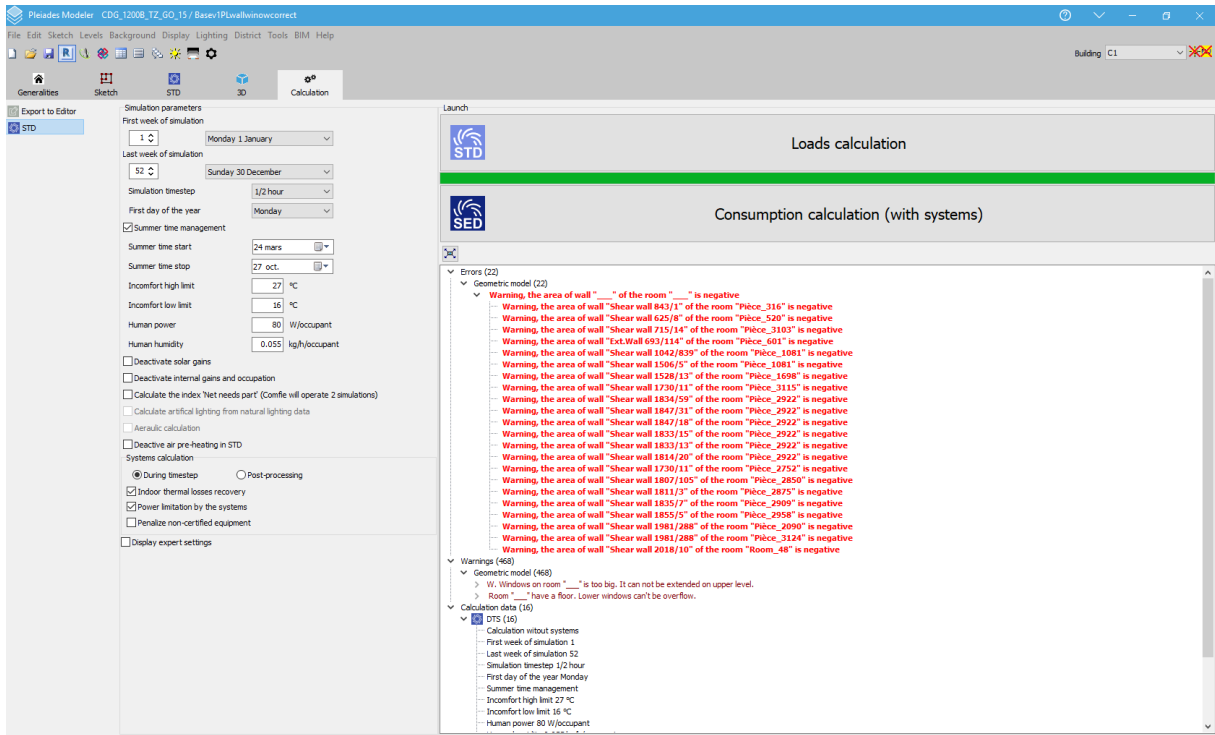 Pleiades Modeler   CDG_1200B_TZ_GO_15 / Basev1PLwallwinowcorrect
File Edit Sketch Levels Background Display Lighting District Tools BIM Help
Building C1
Generalities Sketch STD 3D Calculation
Export to Editor
STD
Simulation parameters
First week of simulation
1 Monday 1 January
Last week of simulation
52 Sunday 30 December
Simulation timestep 1/2 hour
First day of the year Monday
Summer time management
Summer time start 24 mars
Summer time stop 27 oct.
Incomfort high limit 27 °C
Incomfort low limit 16 °C
Human power 80 W/occupant
Human humidity 0.055 kg/h/occupant
Deactivate solar gains
Deactivate internal gains and occupation
Calculate the index 'Net needs part' (Comfie will operate 2 simulations)
Calculate artifical lighting from natural lighting data
Aeraulic calculation
Deactive air pre-heating in STD
Systems calculation
During timestep Post-processing
Indoor thermal losses recovery
Power limitation by the systems
Penalize non-certified equipment
Display expert settings
Launch
STD Loads calculation
SED Consumption calculation (with systems)
Errors (22)
Geometric model (22)
Warning, the area of wall "___" of the room "___" is negative
Warning, the area of wall "Shear wall 843/1" of the room "Pièce_316" is negative
Warning, the area of wall "Shear wall 625/8" of the room "Pièce_520" is negative
Warning, the area of wall "Shear wall 715/14" of the room "Pièce_3103" is negative
Warning, the area of wall "Ext.Wall 693/114" of the room "Pièce_601" is negative
Warning, the area of wall "Shear wall 1042/839" of the room "Pièce_1081" is negative
Warning, the area of wall "Shear wall 1506/5" of the room "Pièce_1081" is negative
Warning, the area of wall "Shear wall 1528/13" of the room "Pièce_1698" is negative
Warning, the area of wall "Shear wall 1730/11" of the room "Pièce_3115" is negative
Warning, the area of wall "Shear wall 1834/59" of the room "Pièce_2922" is negative
Warning, the area of wall "Shear wall 1847/31" of the room "Pièce_2922" is negative
Warning, the area of wall "Shear wall 1847/18" of the room "Pièce_2922" is negative
Warning, the area of wall "Shear wall 1833/15" of the room "Pièce_2922" is negative
Warning, the area of wall "Shear wall 1833/13" of the room "Pièce_2922" is negative
Warning, the area of wall "Shear wall 1814/20" of the room "Pièce_2922" is negative
Warning, the area of wall "Shear wall 1730/11" of the room "Pièce_2752" is negative
Warning, the area of wall "Shear wall 1807/105" of the room "Pièce_2850" is negative
Warning, the area of wall "Shear wall 1811/3" of the room "Pièce_2875" is negative
Warning, the area of wall "Shear wall 1835/7" of the room "Pièce_2909" is negative
Warning, the area of wall "Shear wall 1855/5" of the room "Pièce_2958" is negative
Warning, the area of wall "Shear wall 1981/288" of the room "Pièce_2090" is negative
Warning, the area of wall "Shear wall 1981/288" of the room "Pièce_3124" is negative
Warning, the area of wall "Shear wall 2018/10" of the room "Room_48" is negative
Warnings (468)
Geometric model (468)
W. Windows on room "___" is too big. It can not be extended on upper level.
Room "___" have a floor. Lower windows can't be overflow.
Calculation data (16)
DTS (16)
Calculation witout systems
First week of simulation 1
Last week of simulation 52
Simulation timestep 1/2 hour
First day of the year Monday
Summer time management
Incomfort high limit 27 °C
Incomfort low limit 16 °C
Human power 80 W/occupant